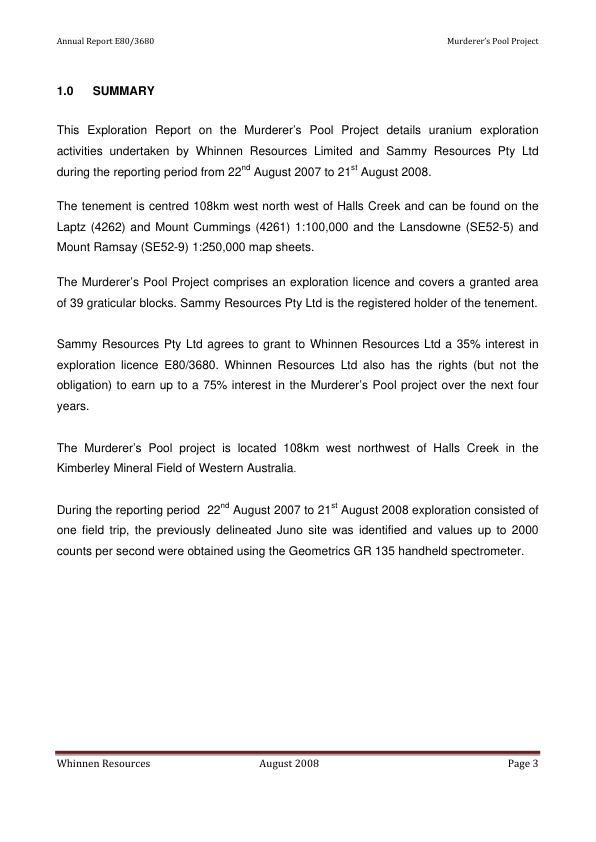 Annual Report E80/3680 Murderer's Pool Project
1.0 SUMMARY
This Exploration Report on the Murderer's Pool Project details uranium exploration
activities undertaken by Whinnen Resources Limited and Sammy Resources Pty Ltd
during the reporting period from 22nd August 2007 to 21st August 2008.
The tenement is centred 108km west north west of Halls Creek and can be found on the
Laptz (4262) and Mount Cummings (4261) 1:100,000 and the Lansdowne (SE52-5) and
Mount Ramsay (SE52-9) 1:250,000 map sheets.
The Murderer's Pool Project comprises an exploration licence and covers a granted area
of 39 graticular blocks. Sammy Resources Pty Ltd is the registered holder of the tenement.
Sammy Resources Pty Ltd agrees to grant to Whinnen Resources Ltd a 35% interest in
exploration licence E80/3680. Whinnen Resources Ltd also has the rights (but not the
obligation) to earn up to a 75% interest in the Murderer's Pool project over the next four
years.
The Murderer's Pool project is located 108km west northwest of Halls Creek in the
Kimberley Mineral Field of Western Australia.
During the reporting period 22nd August 2007 to 21st August 2008 exploration consisted of
one field trip, the previously delineated Juno site was identified and values up to 2000
counts per second were obtained using the Geometrics GR 135 handheld spectrometer.
Whinnen Resources August 2008 Page 3